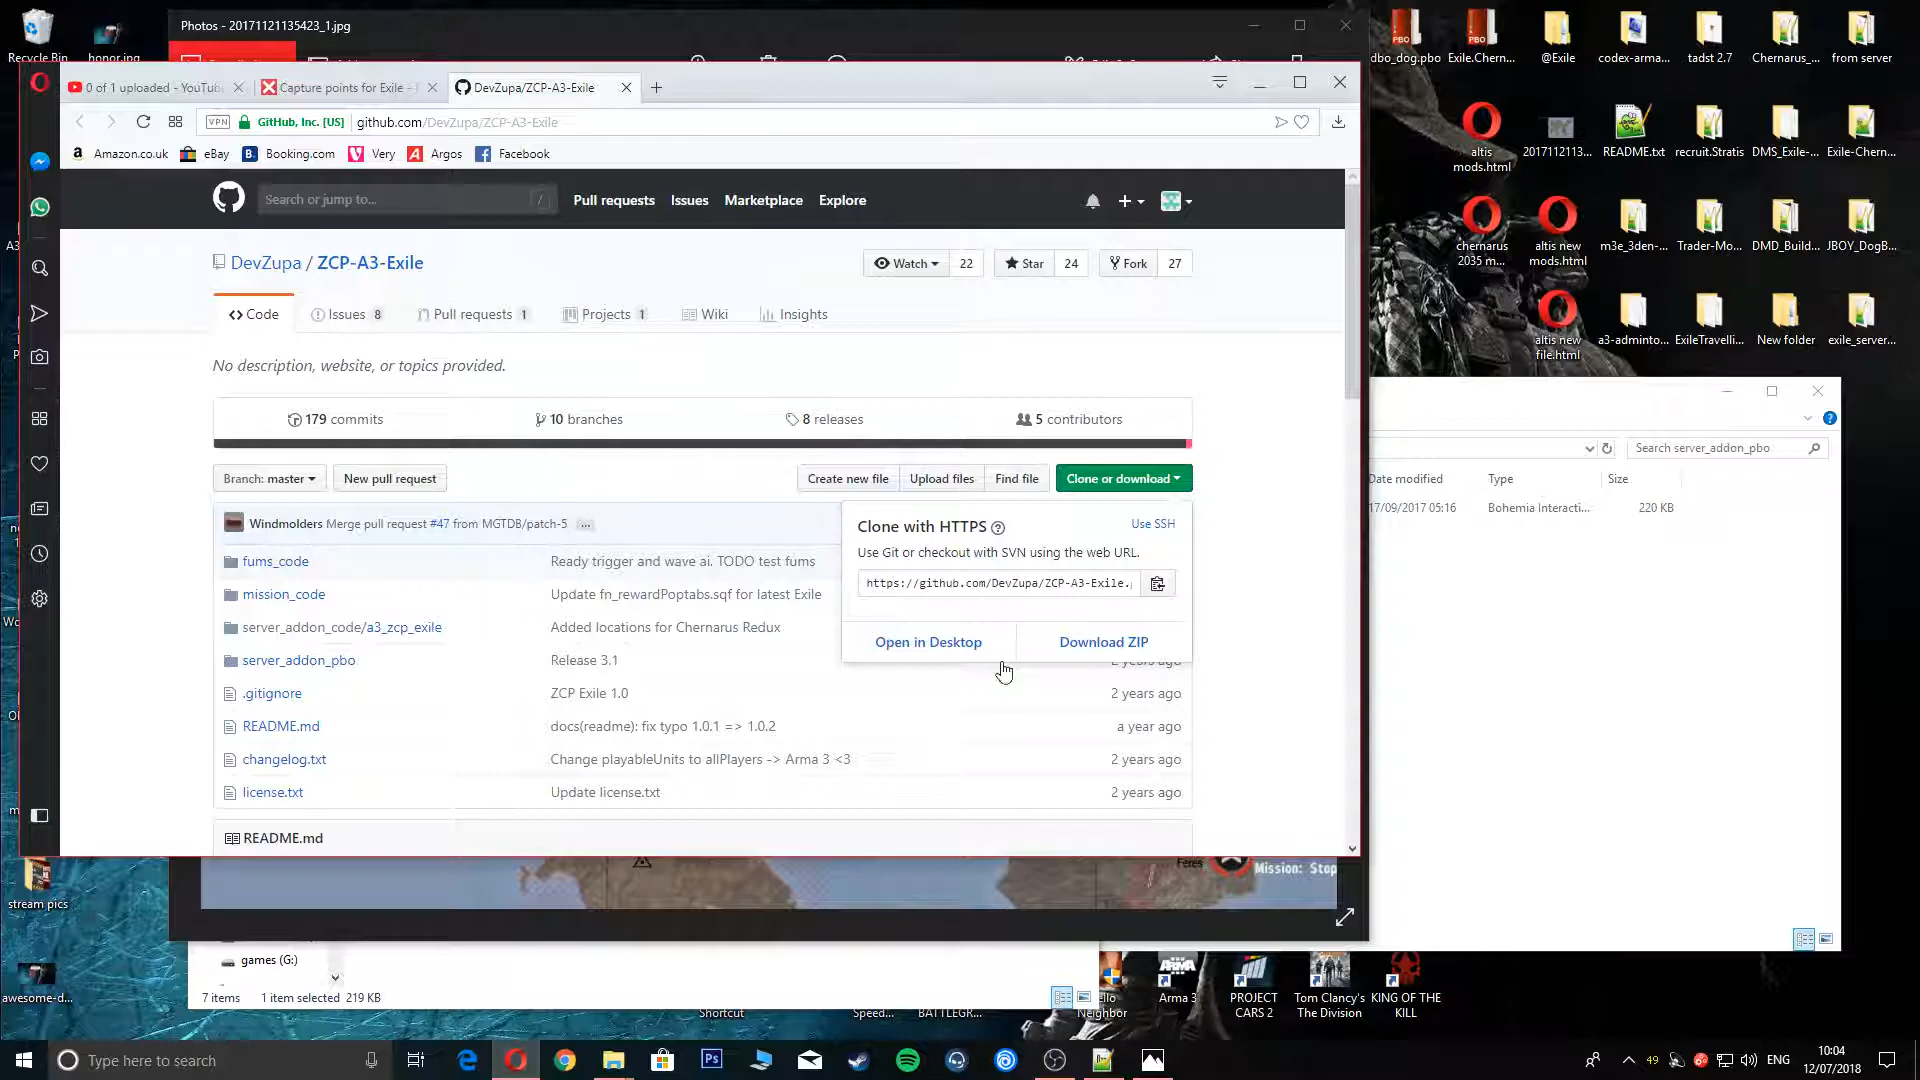 Photos - 20171121135423_1.jpg
Recycle Bin
honor.jpg
0 of 1 uploaded - YouTube
Capture points for Exile -
DevZupa/ZCP-A3-Exile
VPN
GitHub, Inc. [US]
github.com/DevZupa/ZCP-A3-Exile
Amazon.co.uk
eBay
Booking.com
Very
Argos
Facebook
Search or jump to...
/
Pull requests
Issues
Marketplace
Explore
DevZupa / ZCP-A3-Exile
Watch 22
Star 24
Fork 27
Code
Issues 8
Pull requests 1
Projects 1
Wiki
Insights
No description, website, or topics provided.
179 commits
10 branches
8 releases
5 contributors
Branch: master
New pull request
Create new file
Upload files
Find file
Clone or download
Windmolders Merge pull request #47 from MGTDB/patch-5 ...
fums_code
Ready trigger and wave ai. TODO test fums
mission_code
Update fn_rewardPoptabs.sqf for latest Exile
server_addon_code/a3_zcp_exile
Added locations for Chernarus Redux
server_addon_pbo
Release 3.1
2 years ago
.gitignore
ZCP Exile 1.0
2 years ago
README.md
docs(readme): fix typo 1.0.1 => 1.0.2
a year ago
changelog.txt
Change playableUnits to allPlayers -> Arma 3 <3
2 years ago
license.txt
Update license.txt
2 years ago
README.md
Clone with HTTPS
Use SSH
Use Git or checkout with SVN using the web URL.
https://github.com/DevZupa/ZCP-A3-Exile.
Open in Desktop
Download ZIP
dbo_dog.pbo
Exile.Chern...
@Exile
codex-arma...
tadst 2.7
Chernarus_...
from server
altis
mods.html
2017112113...
README.txt
recruit.Stratis
DMS_Exile-...
Exile-Chern...
chernarus
2035 m...
altis new
mods.html
m3e_3den-...
Trader-Mo...
DMD_Build...
JBOY_DogB...
altis new
file.html
a3-adminto...
ExileTravelli...
New folder
exile_server...
Search server_addon_pbo
Date modified
Type
Size
17/09/2017 05:16
Bohemia Interacti...
220 KB
Feres
Mission: Stop
games (G:)
7 items
1 item selected 219 KB
stream pics
awesome-d...
Shortcut
Speed...
BATTLEGR...
Neighbor
ARMA
Arma 3
PROJECT
CARS 2
Tom Clancy's
The Division
KING OF THE
KILL
Type here to search
Ps
49
ENG
10:04
12/07/2018